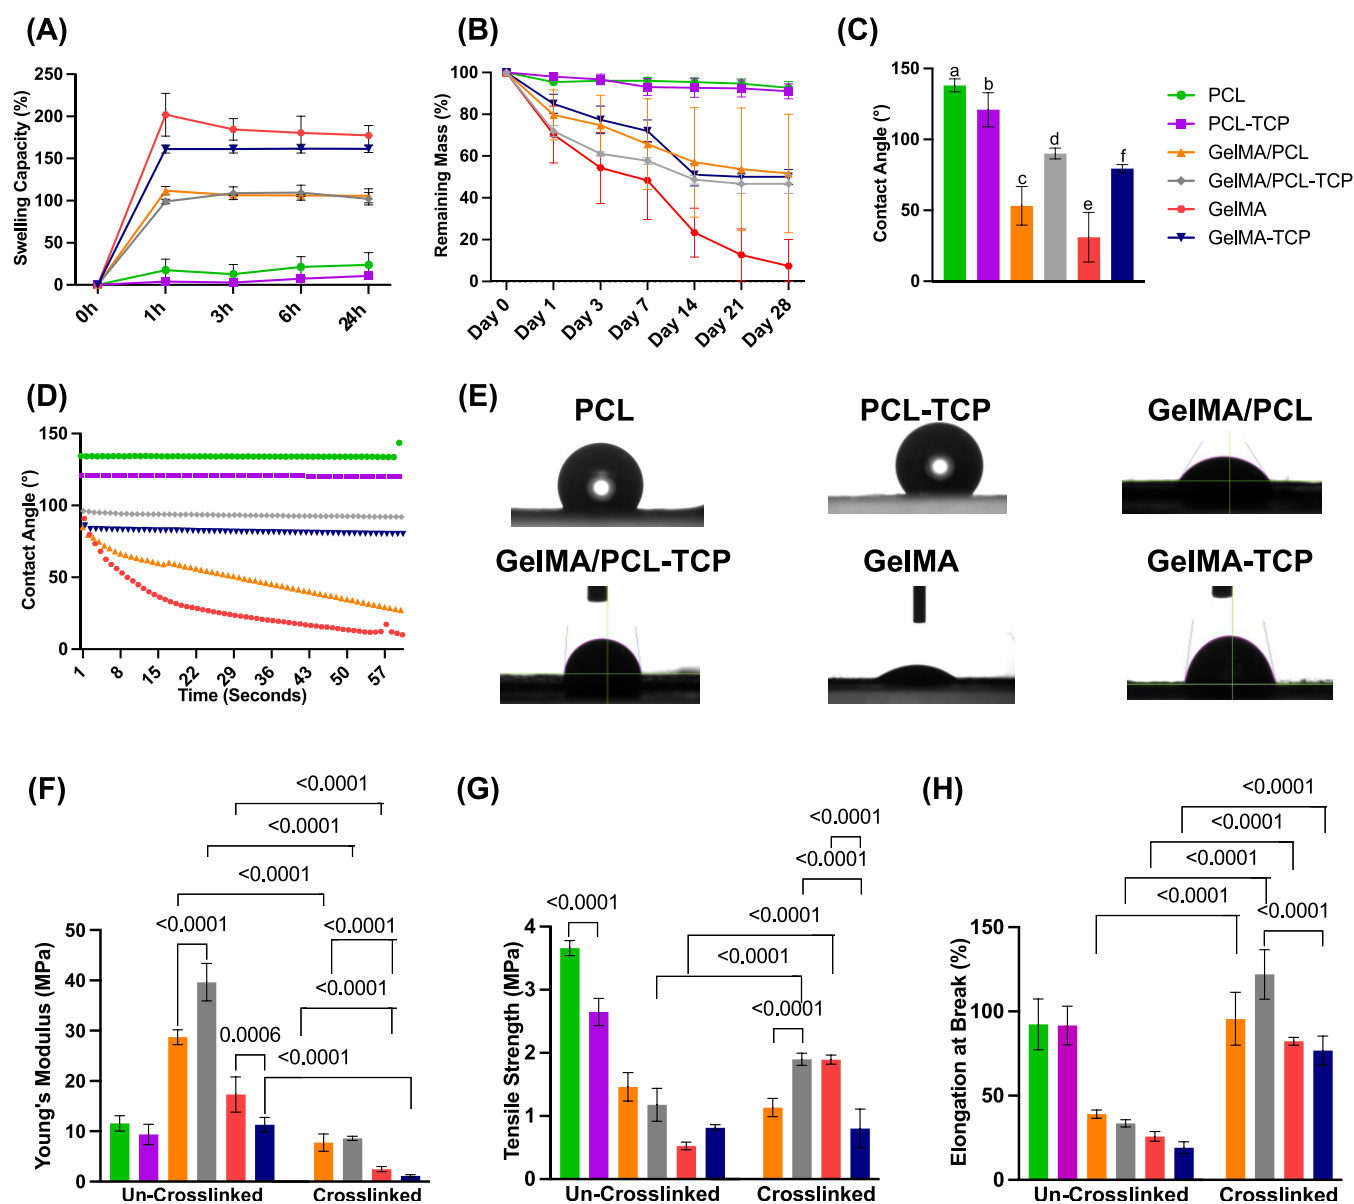 (A)
Swelling Capacity (%)
250
200
150
100
50
0
0h
1h
3h
6h
24h
(B)
Remaining Mass (%)
100
80
60
40
20
0
Day 0
Day 1
Day 3
Day 7
Day 14
Day 21
Day 28
(C)
Contact Angle (°)
150
100
50
0
a
b
c
d
e
f
PCL
PCL-TCP
GelMA/PCL
GelMA/PCL-TCP
GelMA
GelMA-TCP
(D)
Contact Angle (°)
150
100
50
0
1
8
15
22
29
36
43
50
57
Time (Seconds)
(E)
PCL
PCL-TCP
GelMA/PCL
GelMA/PCL-TCP
GelMA
GelMA-TCP
(F)
Young's Modulus (MPa)
50
40
30
20
10
0
<0.0001
<0.0001
<0.0001
<0.0001
<0.0001
<0.0001
0.0006
<0.0001
Un-Crosslinked
Crosslinked
(G)
Tensile Strength (MPa)
4
3
2
1
0
<0.0001
<0.0001
<0.0001
<0.0001
<0.0001
<0.0001
Un-Crosslinked
Crosslinked
(H)
Elongation at Break (%)
150
100
50
0
<0.0001
<0.0001
<0.0001
<0.0001
<0.0001
Un-Crosslinked
Crosslinked